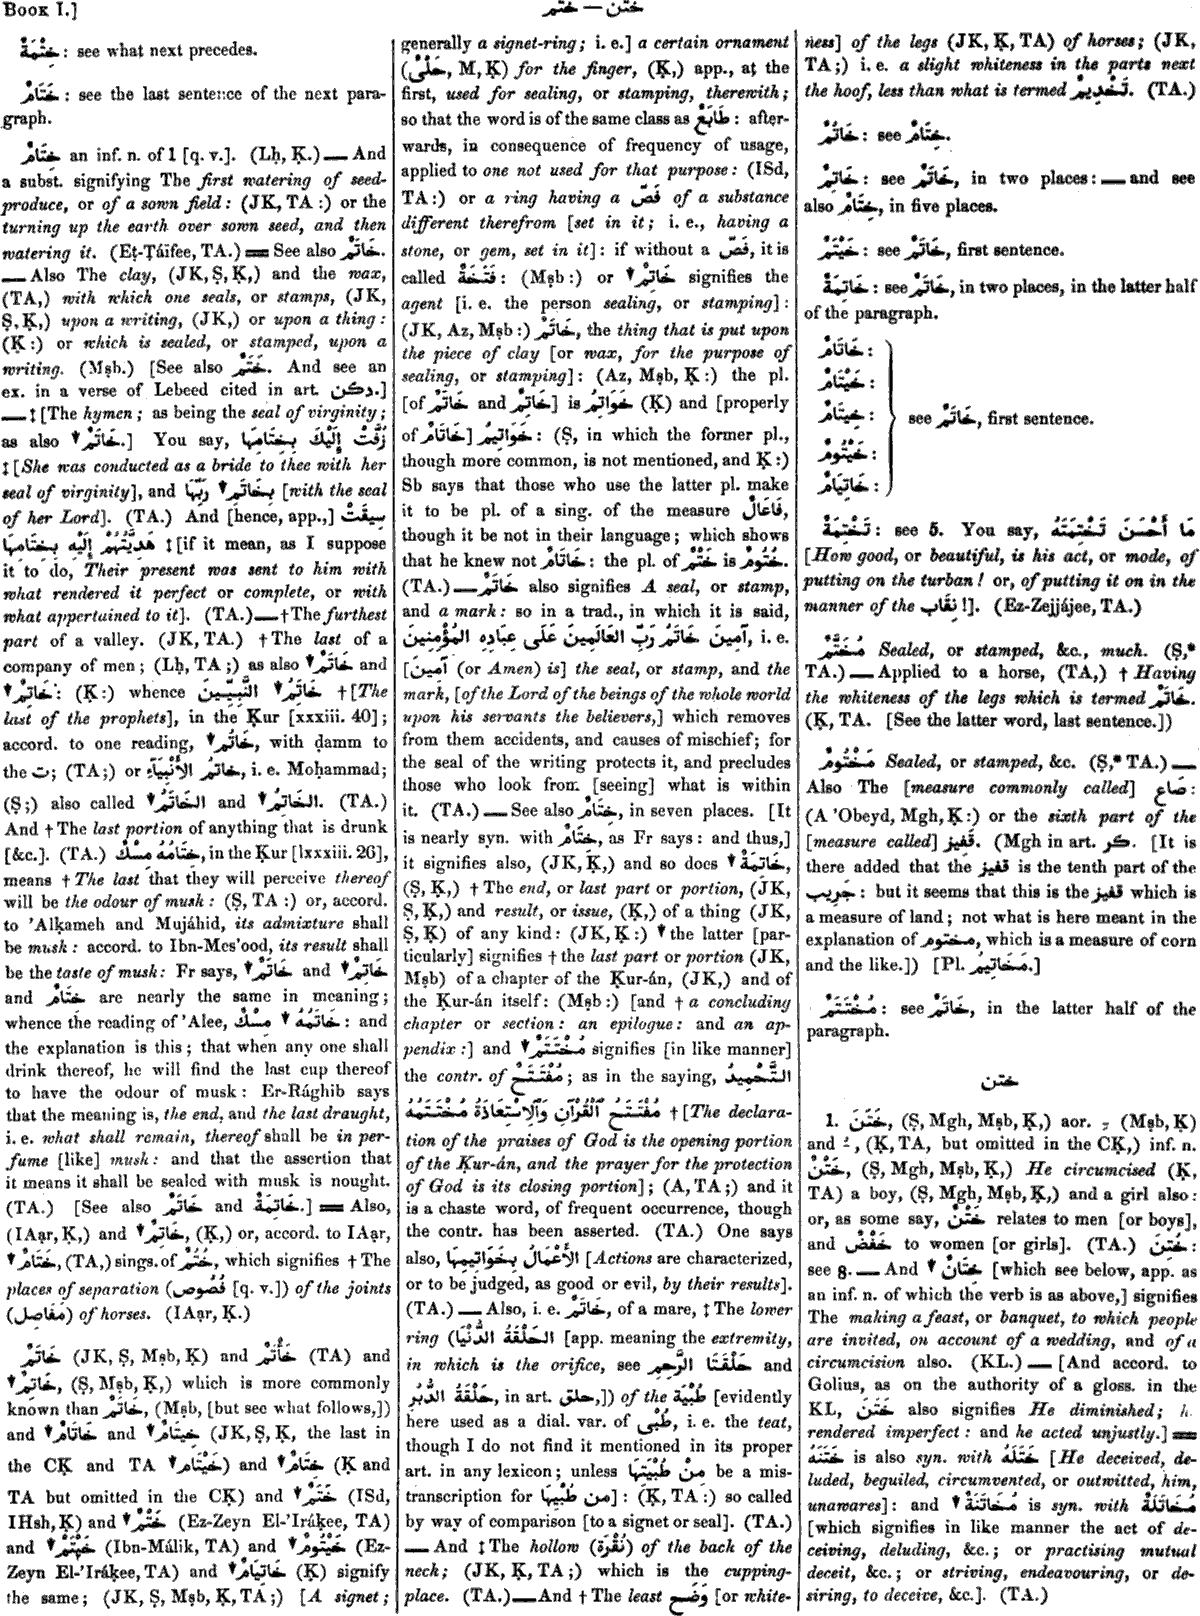 BOOK I.]
ختن — ختم
خِتْمَةٌ: see what next precedes.
خَتَامٌ: see the last sentence of the next para-
graph.
خِتَامٌ an inf. n. of 1 [q. v.]. (Lḥ, Ḳ.) — And
a subst. signifying The first watering of seed-
produce, or of a sown field: (JK, TA:) or the
turning up the earth over sown seed, and then
watering it. (Eṭ-Ṭáïfee, TA.) ＝ See also خَاتَمٌ.
— Also The clay, (JK, Ṣ, Ḳ,) and the wax,
(TA,) with which one seals, or stamps, (JK,
Ṣ, Ḳ,) upon a writing, (JK,) or upon a thing:
(Ḳ:) or which is sealed, or stamped, upon a
writing. (Mṣb.) [See also خَتْمٌ. And see an
ex. in a verse of Lebeed cited in art. دكن.]
— ‡ [The hymen; as being the seal of virginity;
as also ▾ خَاتَمٌ.] You say, زُفَّتْ إِلَيْكَ بِخِتَامِهَا
‡ [She was conducted as a bride to thee with her
seal of virginity], and بِخَاتَمِ ▾ رَبِّهَا [with the seal
of her Lord]. (TA.) And [hence, app.,] سِيقَتْ
هَدِيَّتُهُمْ إِلَيْهِ بِخِتَامِهَا ‡ [if it mean, as I suppose
it to do, Their present was sent to him with
what rendered it perfect or complete, or with
what appertained to it]. (TA.) — † The furthest
part of a valley. (JK, TA.) † The last of a
company of men; (Lḥ, TA;) as also ▾ خَاتَمٌ and
▾ خَاتِمٌ: (Ḳ:) whence خَاتَمُ ▾ النَّبِيِّينَ † [The
last of the prophets], in the Ḳur [xxxiii. 40];
accord. to one reading, ▾ خَاتُم, with ḍamm to
the ت; (TA;) or خَاتَمُ الأَنْبِيَآءِ, i. e. Moḥammad;
(Ṣ;) also called ▾ الخَاتَمُ and ▾ الخَاتِمُ. (TA.)
And † The last portion of anything that is drunk
[&c.]. (TA.) خِتَامُهُ مِسْكٌ, in the Ḳur [lxxxiii. 26],
means † The last that they will perceive thereof
will be the odour of musk: (Ṣ, TA:) or, accord.
to 'Alḳameh and Mujáhid, its admixture shall
be musk: accord. to Ibn-Mes'ood, its result shall
be the taste of musk: Fr says, ▾ خَاتَمٌ and ▾ خَاتِمٌ
and خِتَامٌ are nearly the same in meaning;
whence the reading of 'Alee, خَاتَمُهُ ▾ مِسْكٌ: and
the explanation is this; that when any one shall
drink thereof, he will find the last cup thereof
to have the odour of musk: Er-Rághib says
that the meaning is, the end, and the last draught,
i. e. what shall remain, thereof shall be in per-
fume [like] musk: and that the assertion that
it means it shall be sealed with musk is nought.
(TA.) [See also خَاتَمٌ and خَاتِمَةٌ.] ＝ Also,
(IAạr, Ḳ,) and ▾ خَاتِمٌ, (Ḳ,) or, accord. to IAạr,
▾ خَتَامٌ, (TA,) sings. of خُتُمٌ, which signifies † The
places of separation (فُصُوص [q. v.]) of the joints
(مَفَاصِل) of horses. (IAạr, Ḳ.)
خَاتَمٌ (JK, Ṣ, Mṣb, Ḳ) and خَأْتَمٌ (TA) and
▾ خَاتِمٌ, (Ṣ, Mṣb, Ḳ,) which is more commonly
known than خَاتَمٌ, (Mṣb, [but see what follows,])
and ▾ خَاتَامٌ and ▾ خِيتَامٌ (JK, Ṣ, Ḳ, the last in
the CḲ and TA ▾ خَيْتَامٌ) and ▾ خِتَامٌ (Ḳ and
TA but omitted in the CḲ) and ▾ خَتَمٌ (ISd,
IHsh, Ḳ) and ▾ خَتْمٌ (Ez-Zeyn El-'Iráḳee, TA)
and ▾ خَيْتَمٌ (Ibn-Málik, TA) and ▾ خَيْتُومٌ (Ez-
Zeyn El-'Iráḳee, TA) and ▾ خَاتِيَامٌ (Ḳ) signify
the same; (JK, Ṣ, Mṣb, Ḳ, TA;) [A signet;
generally a signet-ring; i. e.] a certain ornament
(حَلْىٌ, M, Ḳ) for the finger, (Ḳ,) app., at the
first, used for sealing, or stamping, therewith;
so that the word is of the same class as طَابَعٌ: after-
wards, in consequence of frequency of usage,
applied to one not used for that purpose: (ISd,
TA:) or a ring having a فَصّ of a substance
different therefrom [set in it; i. e., having a
stone, or gem, set in it]: if without a فَصّ, it is
called فَتَخَةٌ: (Mṣb:) or ▾ خَاتِمٌ signifies the
agent [i. e. the person sealing, or stamping]:
(JK, Az, Mṣb:) خَاتَمٌ, the thing that is put upon
the piece of clay [or wax, for the purpose of
sealing, or stamping]: (Az, Mṣb, Ḳ:) the pl.
[of خَاتَمٌ and خَاتِمٌ] is خَوَاتِمُ (Ḳ) and [properly
of خَاتَامٌ] خَوَاتِيمُ: (Ṣ, in which the former pl.,
though more common, is not mentioned, and Ḳ:)
Sb says that those who use the latter pl. make
it to be pl. of a sing. of the measure فَاعَالٌ,
though it be not in their language; which shows
that he knew not خَاتَامٌ: the pl. of خَتْمٌ is خُتُومٌ.
(TA.) — خَاتَمٌ also signifies A seal, or stamp,
and a mark: so in a trad., in which it is said,
آمِينَ خَاتَمُ رَبِّ العَالَمِينَ عَلَى عِبَادِهِ المُؤْمِنِينَ, i. e.
[آمين (or Amen) is] the seal, or stamp, and the
mark, [of the Lord of the beings of the whole world
upon his servants the believers,] which removes
from them accidents, and causes of mischief; for
the seal of the writing protects it, and precludes
those who look from [seeing] what is within
it. (TA.) — See also خِتَامٌ, in seven places. [It
is nearly syn. with خِتَامٌ, as Fr says: and thus,]
it signifies also, (JK, Ḳ,) and so does ▾ خَاتِمَةٌ,
(Ṣ, Ḳ,) † The end, or last part or portion, (JK,
Ṣ, Ḳ,) and result, or issue, (Ḳ,) of a thing (JK,
Ṣ, Ḳ) of any kind: (JK, Ḳ:) ▾ the latter [par-
ticularly] signifies † the last part or portion (JK,
Mṣb) of a chapter of the Ḳur-án, (JK,) and of
the Ḳur-án itself: (Mṣb:) [and † a concluding
chapter or section: an epilogue: and an ap-
pendix:] and ▾ مُخْتَتَمٌ signifies [in like manner]
the contr. of مُفْتَتَحٌ; as in the saying, التَّحْمِيدُ
مُفْتَتَحُ ٱلْقُرْآنِ وَٱلِٱسْتِعَاذَةُ مُخْتَتَمُهُ † [The declara-
tion of the praises of God is the opening portion
of the Ḳur-án, and the prayer for the protection
of God is its closing portion]; (A, TA;) and it
is a chaste word, of frequent occurrence, though
the contr. has been asserted. (TA.) One says
also, الأَعْمَالُ بِخَوَاتِيمِهَا [Actions are characterized,
or to be judged, as good or evil, by their results].
(TA.) — Also, i. e. خَاتَمٌ, of a mare, ‡ The lower
ring (الحَلْقَةُ الدُّنْيَا [app. meaning the extremity,
in which is the orifice, see حَلْقَتَا الرَّحِمِ and
حَلْقَةُ الدُّبُرِ, in art. حلق,]) of the طُبْيَة [evidently
here used as a dial. var. of طُبْى, i. e. the teat,
though I do not find it mentioned in its proper
art. in any lexicon; unless مِنْ طُبْيَتِهَا be a mis-
transcription for من طُبْيِهَا]: (Ḳ, TA:) so called
by way of comparison [to a signet or seal]. (TA.)
— And ‡ The hollow (نُقْرَة) of the back of the
neck; (JK, Ḳ, TA;) which is the cupping-
place. (TA.) — And † The least وَضَح [or white-
ness] of the legs (JK, Ḳ, TA) of horses; (JK,
TA;) i. e. a slight whiteness in the parts next
the hoof, less than what is termed تَخْدِيمٌ. (TA.)
خَاتُمٌ: see خِتَامٌ.
خَاتِمٌ: see خَاتَمٌ, in two places: — and see
also خِتَامٌ, in five places.
خَيْتَمٌ: see خَاتَمٌ, first sentence.
خَاتِمَةٌ: see خَاتَمٌ, in two places, in the latter half
of the paragraph.
خَاتَامٌ:
خَيْتَامٌ:
خِيتَامٌ:
see خَاتَمٌ, first sentence.
خَيْتُومٌ:
خَاتِيَامٌ:
تَخْتِمَةٌ: see 5. You say, مَا أَحْسَنَ تَخْتِمَتَهُ
[How good, or beautiful, is his act, or mode, of
putting on the turban! or, of putting it on in the
manner of the نِقَاب!]. (Ez-Zejjájee, TA.)
مُخَتَّمٌ Sealed, or stamped, &c., much. (Ṣ,*
TA.) — Applied to a horse, (TA,) † Having
the whiteness of the legs which is termed خَاتَمٌ.
(Ḳ, TA. [See the latter word, last sentence.])
مَخْتُومٌ Sealed, or stamped, &c. (Ṣ,* TA.) —
Also The [measure commonly called] صَاع:
(A 'Obeyd, Mgh, Ḳ:) or the sixth part of the
[measure called] قَفِيز. (Mgh in art. كر. [It is
there added that the قفيز is the tenth part of the
جَرِيب: but it seems that this is the قفيز which is
a measure of land; not what is here meant in the
explanation of مختوم, which is a measure of corn
and the like.]) [Pl. مَخَاتِيمُ.]
مُخْتَتَمٌ: see خَاتَمٌ, in the latter half of the
paragraph.
ختن
1. خَتَنَ, (Ṣ, Mgh, Mṣb, Ḳ,) aor. ـِ (Mṣb, Ḳ)
and ـُ, (Ḳ, TA, but omitted in the CḲ,) inf. n.
خَتْنٌ, (Ṣ, Mgh, Mṣb, Ḳ,) He circumcised (Ḳ,
TA) a boy, (Ṣ, Mgh, Mṣb, Ḳ,) and a girl also:
or, as some say, خَتْنٌ relates to men [or boys],
and خَفْضٌ to women [or girls]. (TA.) خُتِنَ:
see 8. — And ▾ خِتَانٌ [which see below, app. as
an inf. n. of which the verb is as above,] signifies
The making a feast, or banquet, to which people
are invited, on account of a wedding, and of a
circumcision also. (KL.) — [And accord. to
Golius, as on the authority of a gloss. in the
KL, خَتَنَ also signifies He diminished; h.
rendered imperfect: and he acted unjustly.] ＝
خَتَنَهُ is also syn. with خَتَلَهُ [He deceived, de-
luded, beguiled, circumvented, or outwitted, him,
unawares]: and ▾ مُخَاتَنَةٌ is syn. with مُخَاتَلَةٌ
[which signifies in like manner the act of de-
ceiving, deluding, &c.; or practising mutual
deceit, &c.; or striving, endeavouring, or de-
siring, to deceive, &c.]. (TA.)